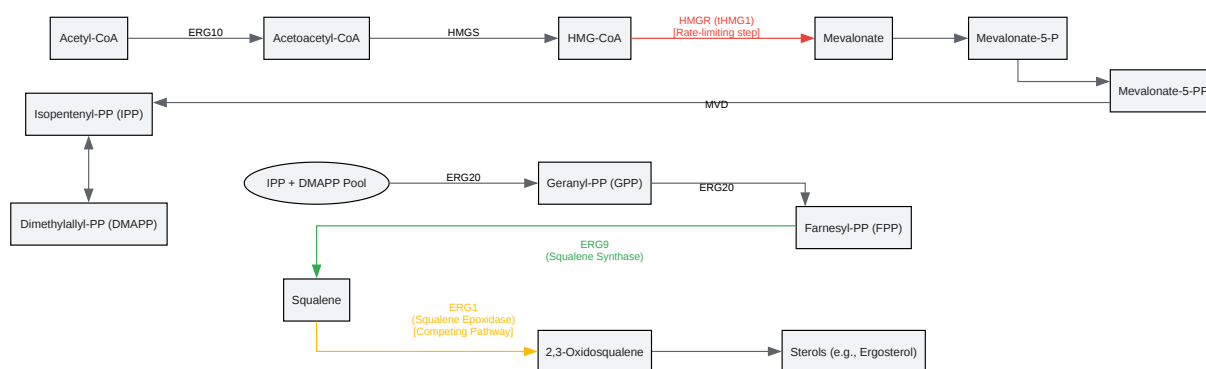 Acetyl-CoA
ERG10
Acetoacetyl-CoA
HMGS
HMG-CoA
HMGR (tHMG1)
[Rate-limiting step]
Mevalonate
Mevalonate-5-P
Mevalonate-5-PP
MVD
Isopentenyl-PP (IPP)
Dimethylallyl-PP (DMAPP)
IPP + DMAPP Pool
ERG20
Geranyl-PP (GPP)
ERG20
Farnesyl-PP (FPP)
ERG9
(Squalene Synthase)
Squalene
ERG1
(Squalene Epoxidase)
[Competing Pathway]
2,3-Oxidosqualene
Sterols (e.g., Ergosterol)